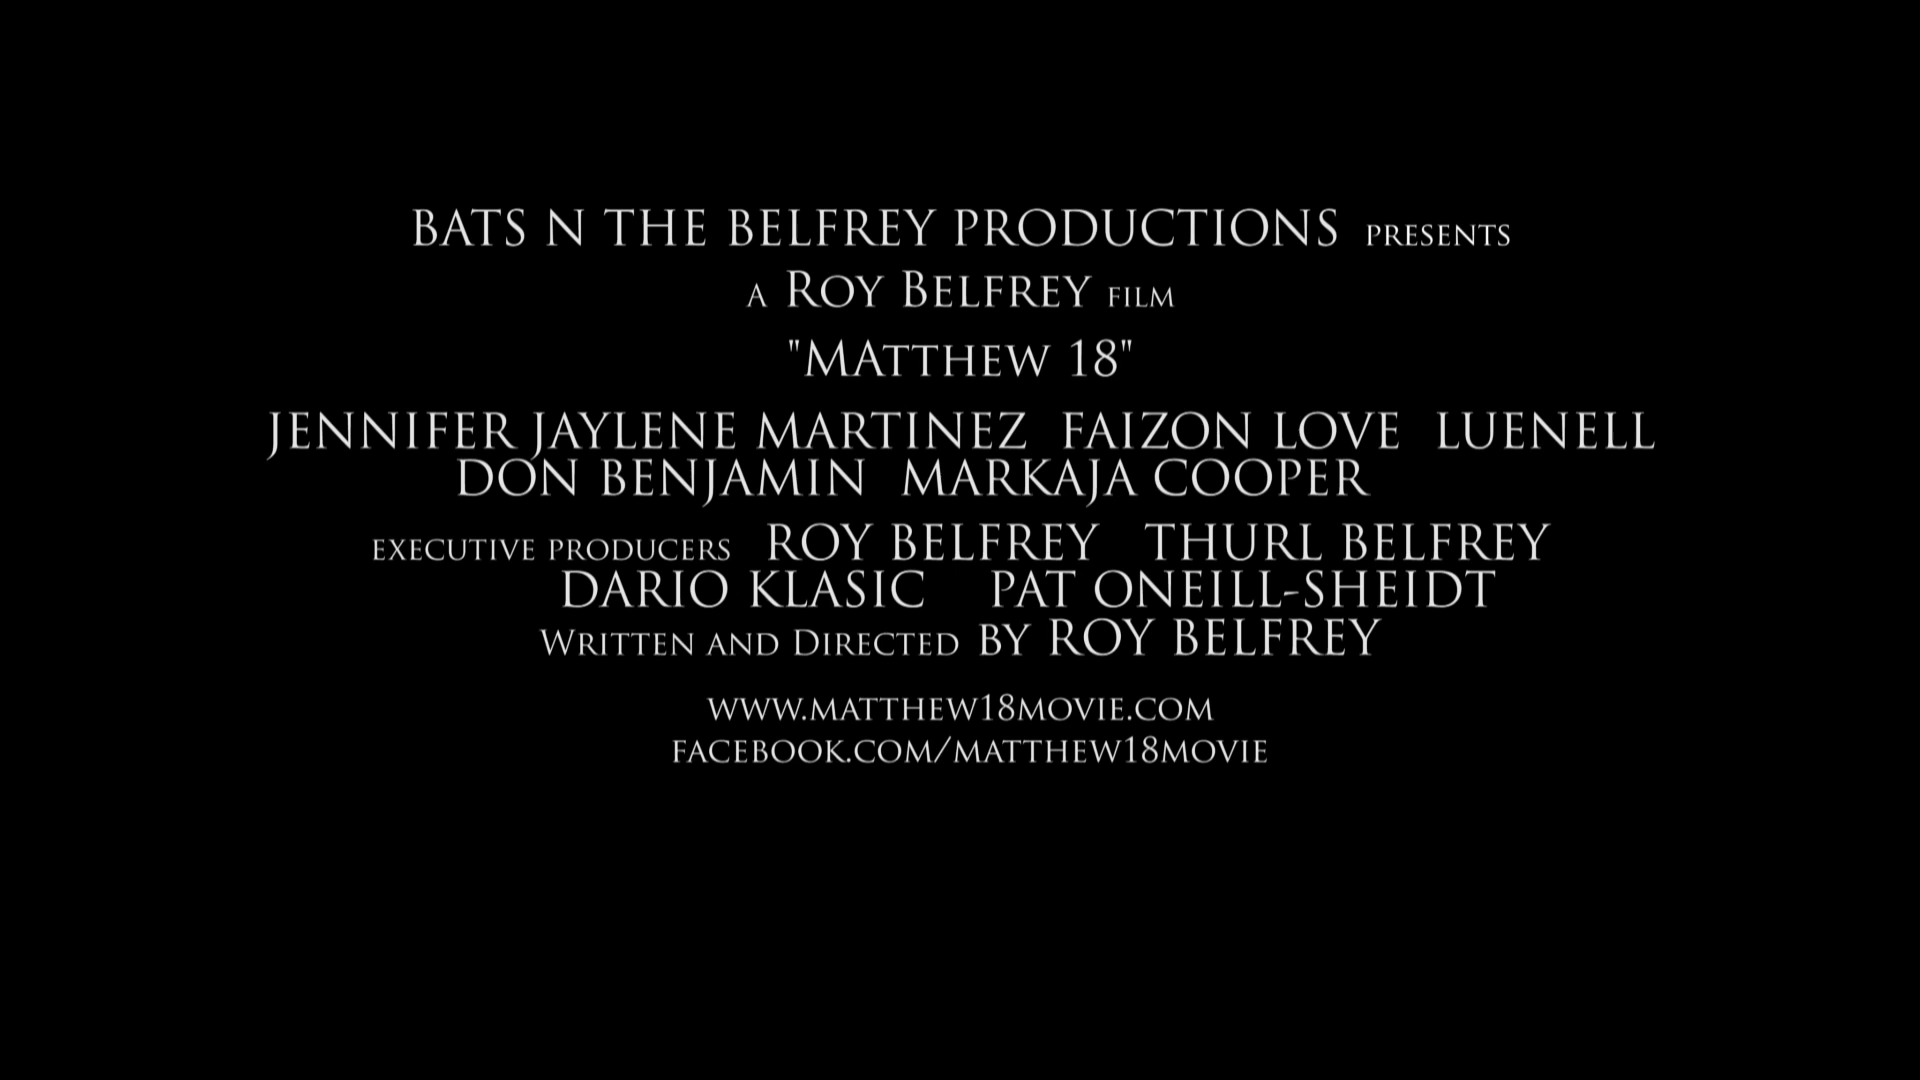 BATS N THE BELFREY PRODUCTIONS PRESENTS
A ROY BELFREY FILM
"MATTHEW 18"
JENNIFER JAYLENE MARTINEZ FAIZON LOVE LUENELL
DON BENJAMIN MARKAJA COOPER
EXECUTIVE PRODUCERS ROY BELFREY THURL BELFREY
DARIO KLASIC PAT ONEILL-SHEIDT
WRITTEN AND DIRECTED BY ROY BELFREY
WWW.MATTHEW18MOVIE.COM
FACEBOOK.COM/MATTHEW18MOVIE